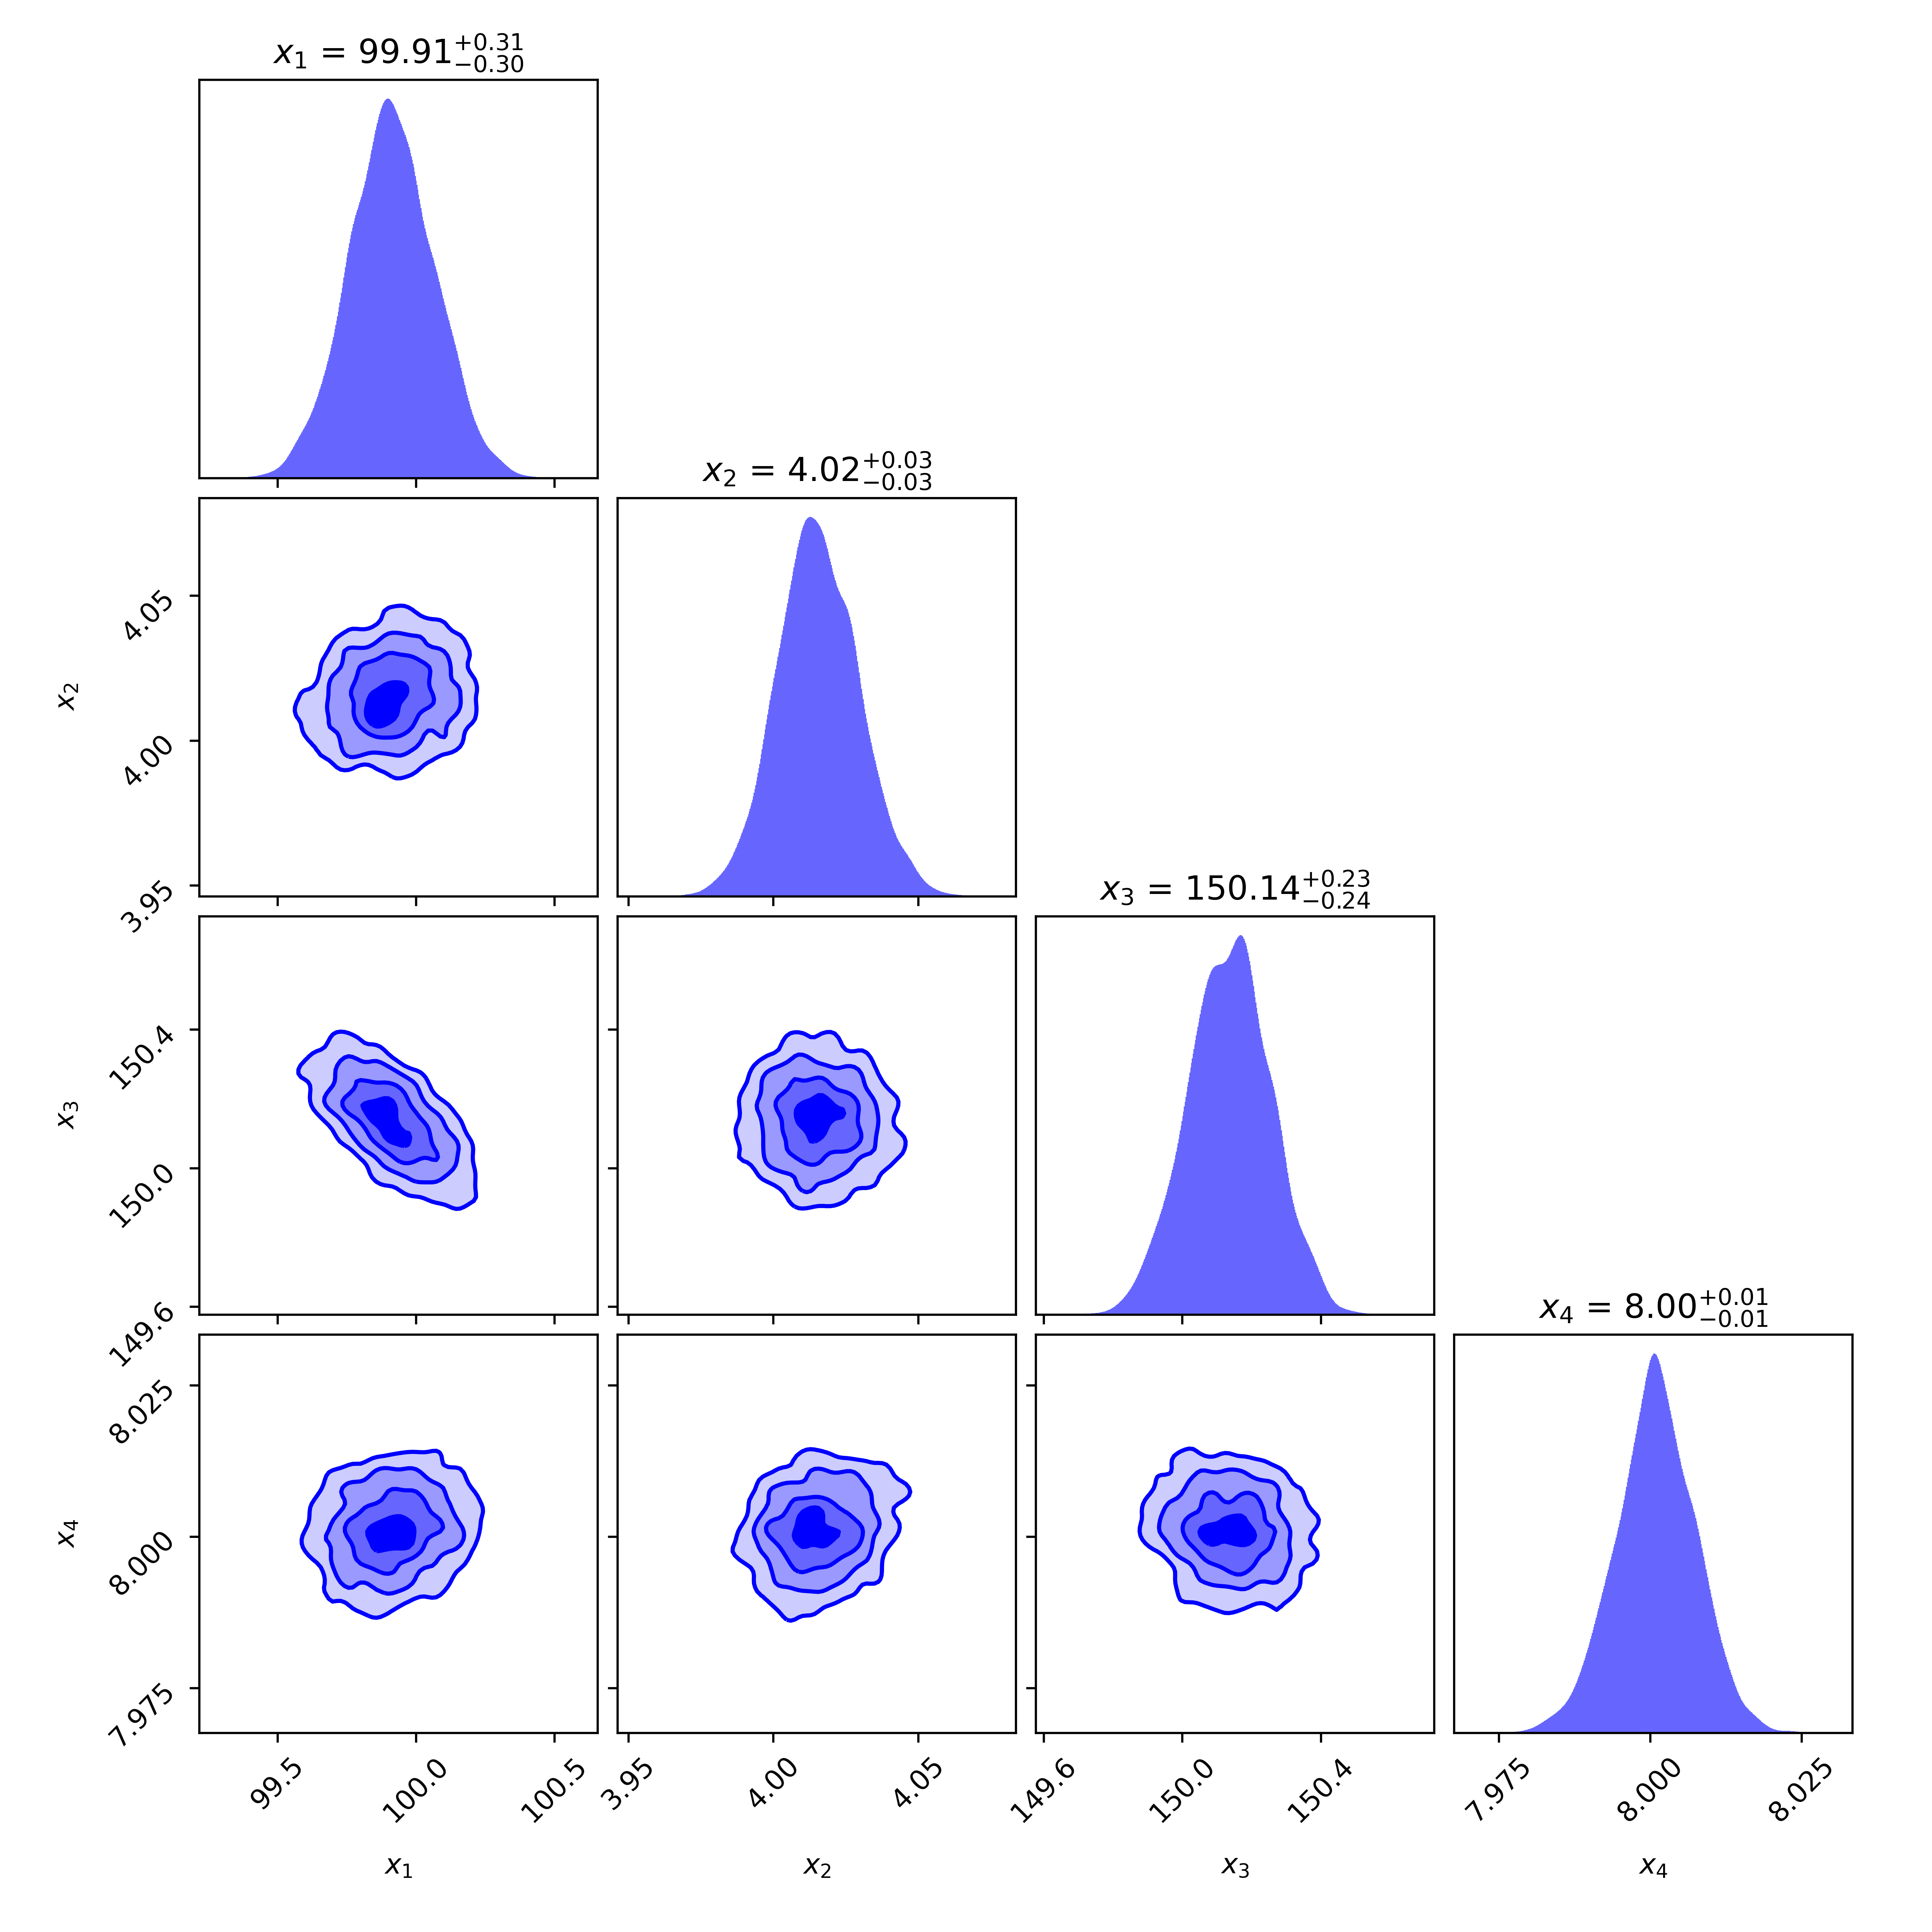 x₁ = 99.91 +0.31 −0.30
x₂ = 4.02 +0.03 −0.03
4.05
4.00
3.95
x₂
x₃ = 150.14 +0.23 −0.24
150.4
150.0
149.6
x₃
x₄ = 8.00 +0.01 −0.01
8.025
8.000
7.975
x₄
99.5 100.0 100.5 3.95 4.00 4.05 149.6 150.0 150.4 7.975 8.000 8.025
x₁ x₂ x₃ x₄